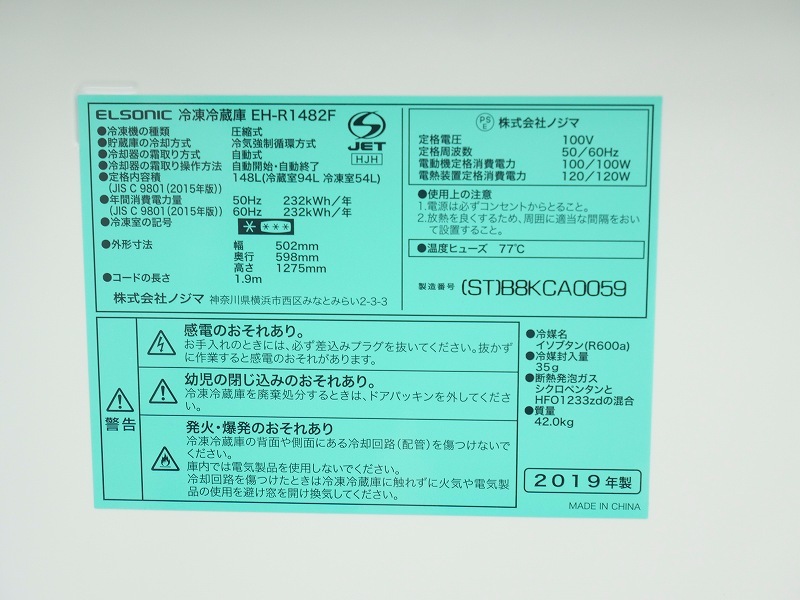 ELSONIC 冷凍冷蔵庫 EH-R1482F
●冷凍機の種類 圧縮式
●貯蔵庫の冷却方式 冷気強制循環方式
●冷却器の霜取り方式 自動式
●冷却器の霜取り操作方法 自動開始・自動終了
●定格内容積 148L(冷蔵室94L 冷凍室54L)
(JIS C 9801(2015年版))
●年間消費電力量 50Hz 232kWh/年
(JIS C 9801(2015年版)) 60Hz 232kWh/年
●冷凍室の記号
●外形寸法 幅 502mm
奥行 598mm
高さ 1275mm
●コードの長さ 1.9m
株式会社ノジマ 神奈川県横浜市西区みなとみらい2-3-3
S
JET
HJH
PS
E 株式会社ノジマ
定格電圧 100V
定格周波数 50/60Hz
電動機定格消費電力 100/100W
電熱装置定格消費電力 120/120W
●使用上の注意
1.電源は必ずコンセントからとること。
2.放熱を良くするため、周囲に適当な間隔をおい
て設置すること。
●温度ヒューズ 77℃
製造番号 (ST)B8KCA0059
警告
感電のおそれあり。
お手入れのときには、必ず差込みプラグを抜いてください。抜かず
に作業すると感電のおそれがあります。
幼児の閉じ込みのおそれあり。
冷凍冷蔵庫を廃棄処分するときは、ドアパッキンを外してくだ
さい。
発火・爆発のおそれあり
冷凍冷蔵庫の背面や側面にある冷却回路(配管)を傷つけないで
ください。
庫内では電気製品を使用しないでください。
冷却回路を傷つけたときは冷凍冷蔵庫に触れずに火気や電気製
品の使用を避け窓を開け換気してください。
●冷媒名
イソブタン(R600a)
●冷媒封入量
35g
●断熱発泡ガス
シクロペンタンと
HFO1233zdの混合
●質量
42.0kg
2019年製
MADE IN CHINA